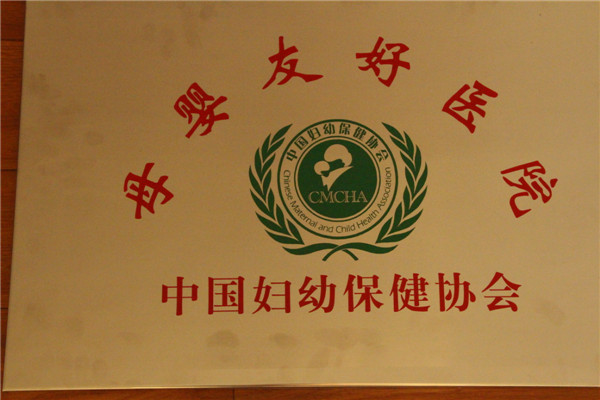 母婴友好医院
中国妇幼保健协会
CMCHA
Chinese Maternal and Child Health Association
中国妇幼保健协会